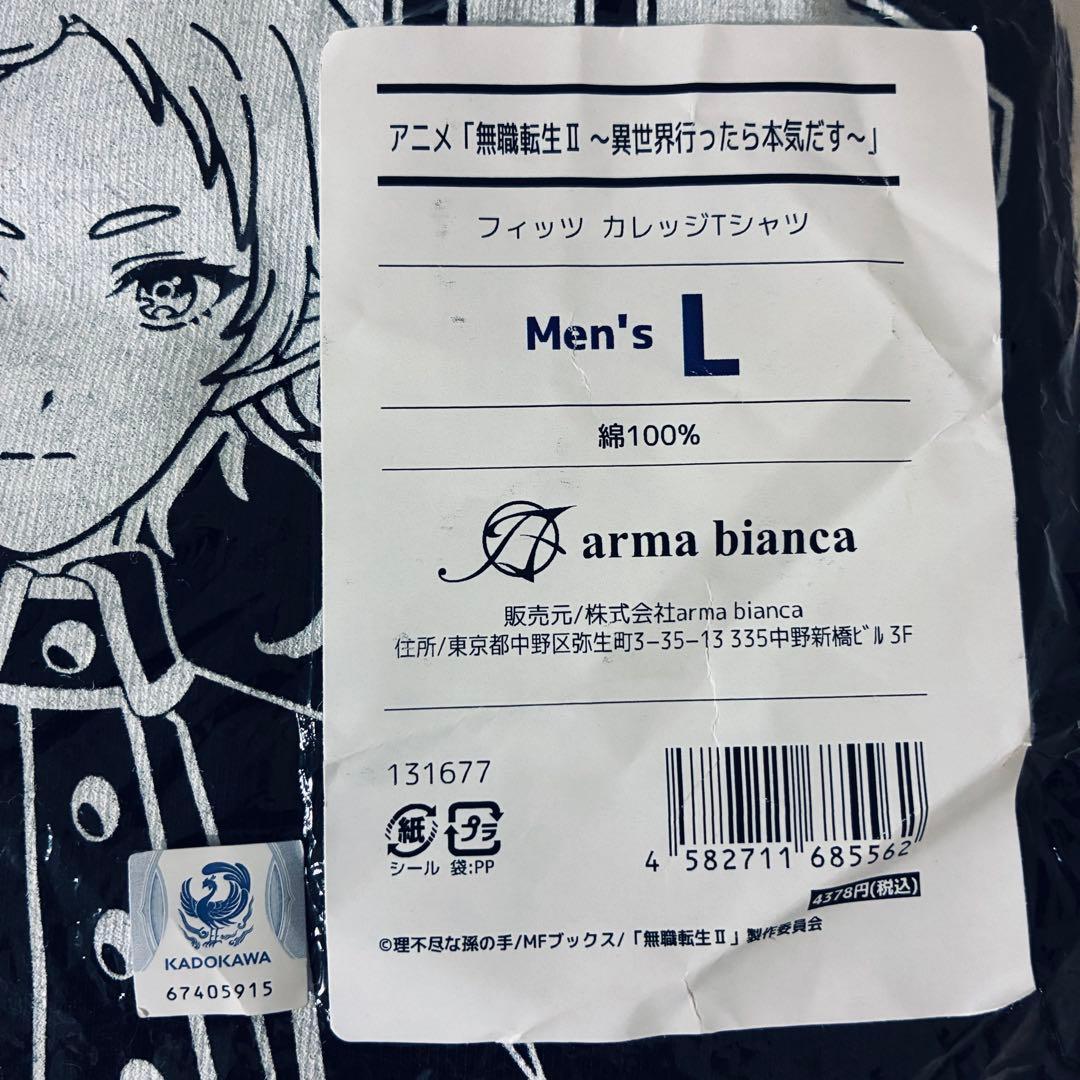 アニメ「無職転生Ⅱ ～異世界行ったら本気だす～」
フィッツ カレッジTシャツ
Men's L
綿100%
arma bianca
販売元/株式会社arma bianca
住所/東京都中野区弥生町3-35-13 335中野新橋ビル 3F
131677
紙 プラ
シール 袋:PP
4 582711 685562
4378円(税込)
©理不尽な孫の手/MFブックス/「無職転生Ⅱ」製作委員会
KADOKAWA
67405915